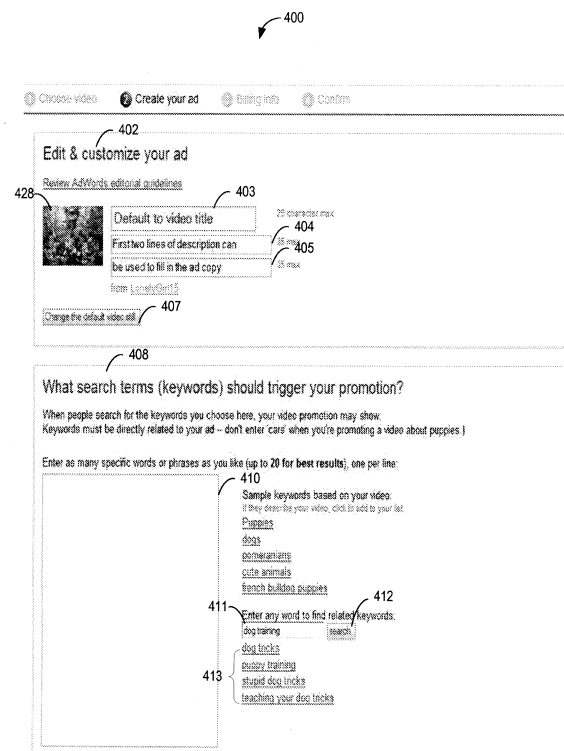 400
1 Choose video 2 Create your ad 3 Billing info 4 Confirm
402
Edit & customize your ad
Review AdWords editorial guidelines
428
403
Default to video title
25 character max
404
First two lines of description can
35 max
405
be used to fill in the ad copy
35 max
from LonelyGirl15
407
Change the default video still
408
What search terms (keywords) should trigger your promotion?
When people search for the keywords you choose here, your video promotion may show.
Keywords must be directly related to your ad – don't enter 'cars' when you're promoting a video about puppies.)
Enter as many specific words or phrases as you like (up to 20 for best results), one per line:
410
Sample keywords based on your video:
If they describe your video, click to add to your list.
Puppies
dogs
pomeranians
cute animals
french bulldog puppies
411
412
Enter any word to find related keywords:
dog training
search
413
dog tricks
puppy training
stupid dog tricks
teaching your dog tricks